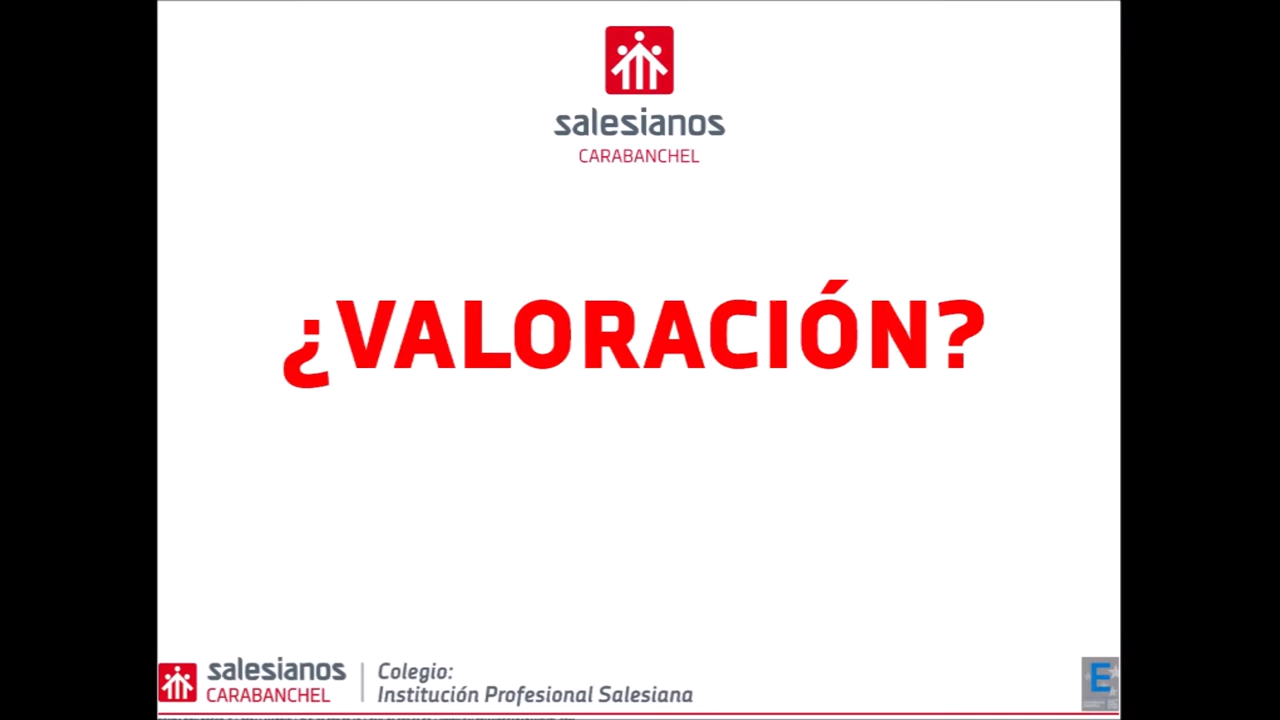 salesianos
CARABANCHEL
¿VALORACIÓN?
salesianos
CARABANCHEL
Colegio:
Institución Profesional Salesiana
E